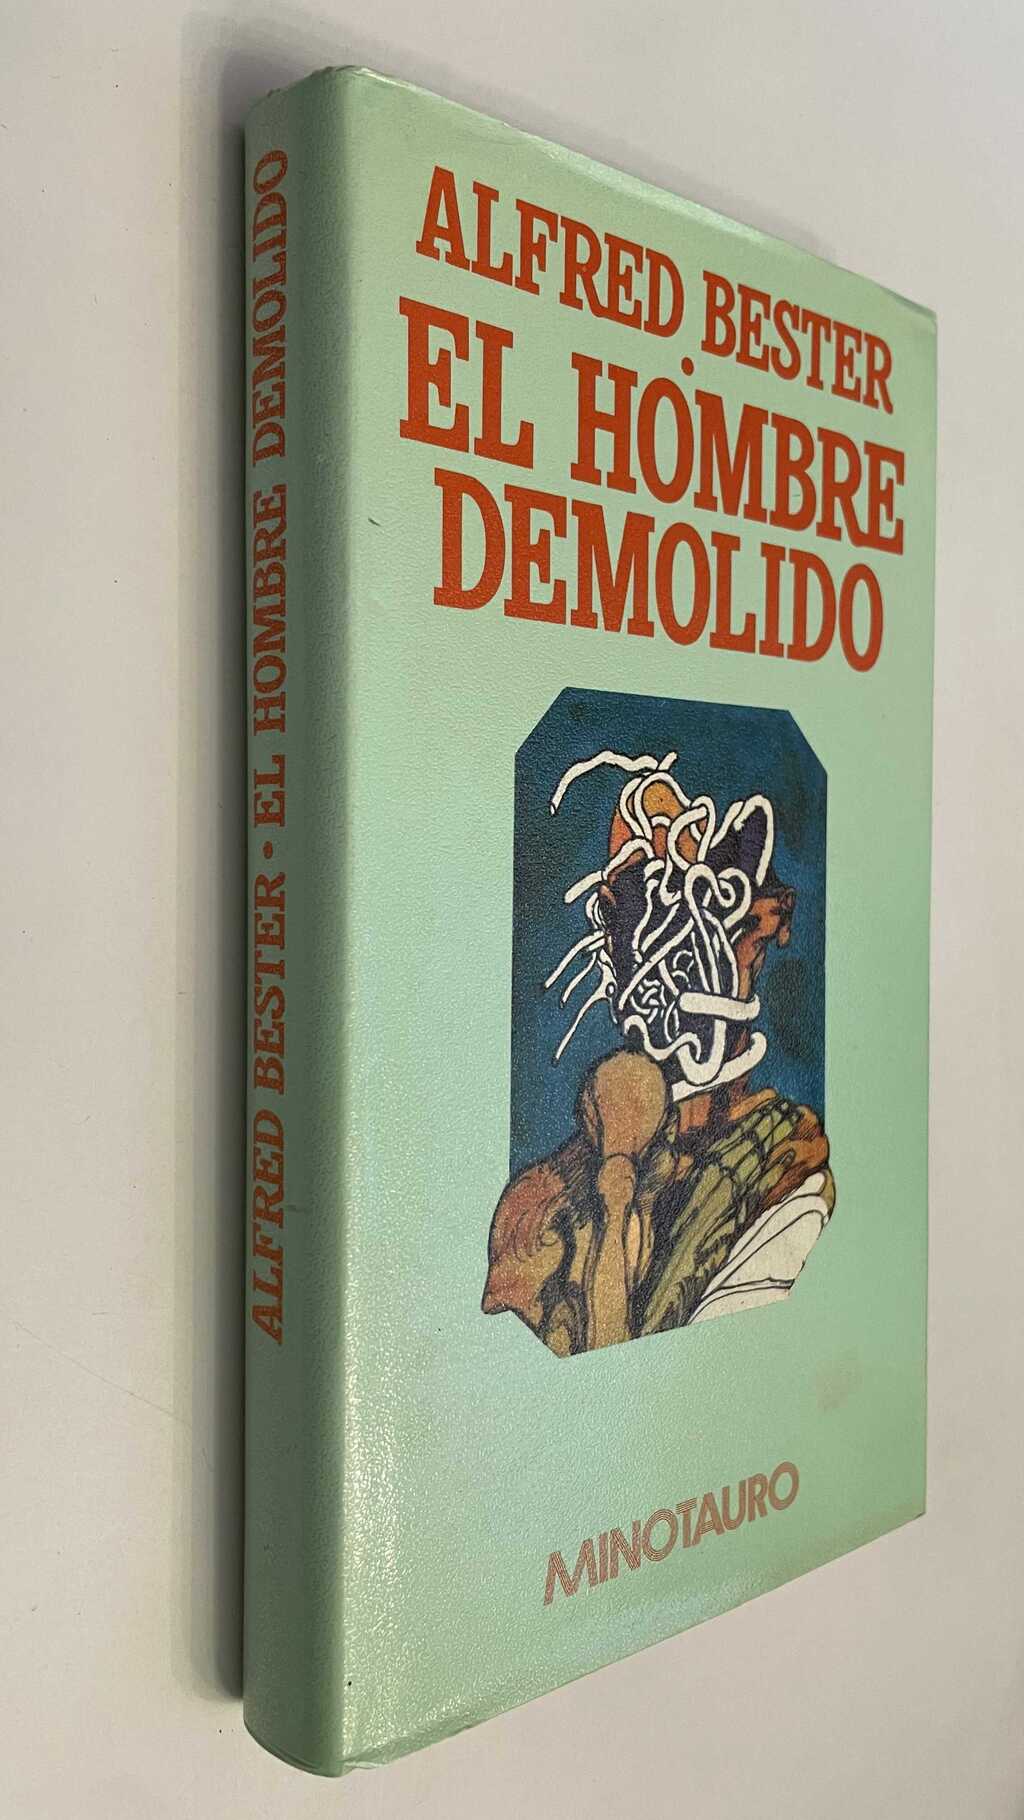 ALFRED BESTER
EL HOMBRE
DEMOLIDO
MINOTAURO
ALFRED BESTER • EL HOMBRE DEMOLIDO